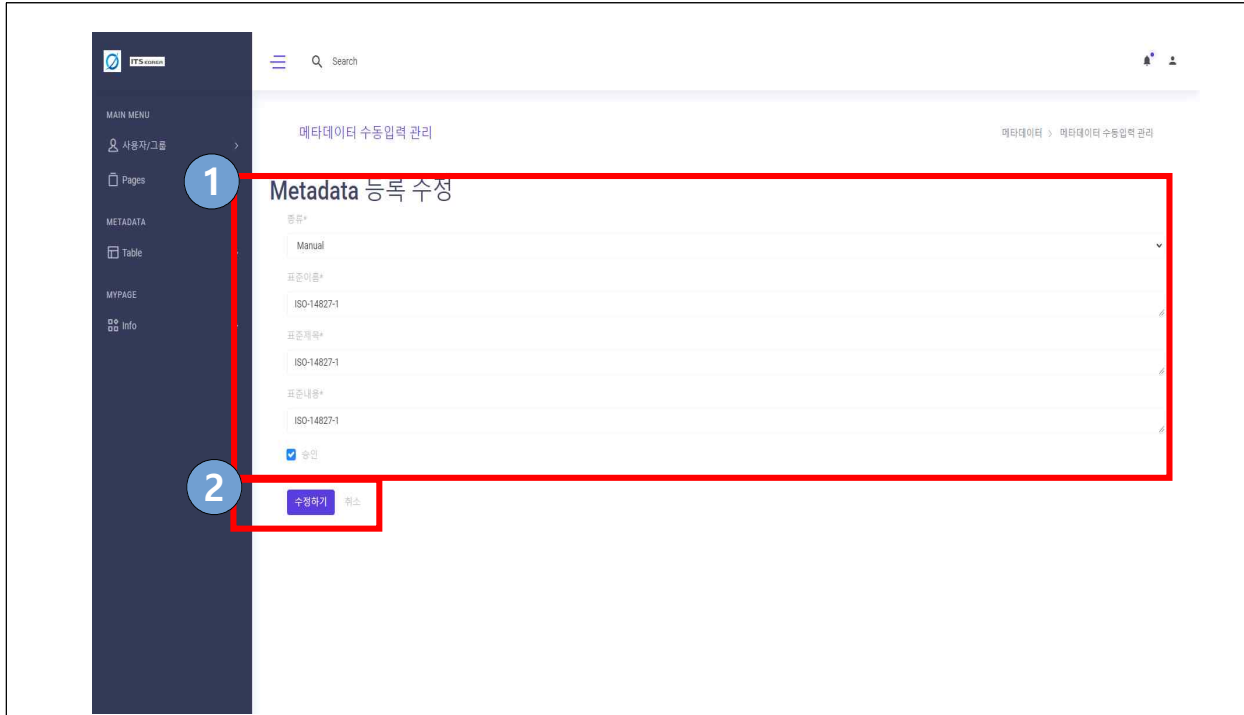 ITS KOREA
Search
MAIN MENU
사용자/그룹
Pages
METADATA
Table
MYPAGE
Info
메타데이터 수동입력 관리
메타데이터 > 메타데이터 수동입력 관리
1
Metadata 등록 수정
종류*
Manual
표준이름*
ISO-14827-1
표준제목*
ISO-14827-1
표준내용*
ISO-14827-1
승인
2
수정하기 취소